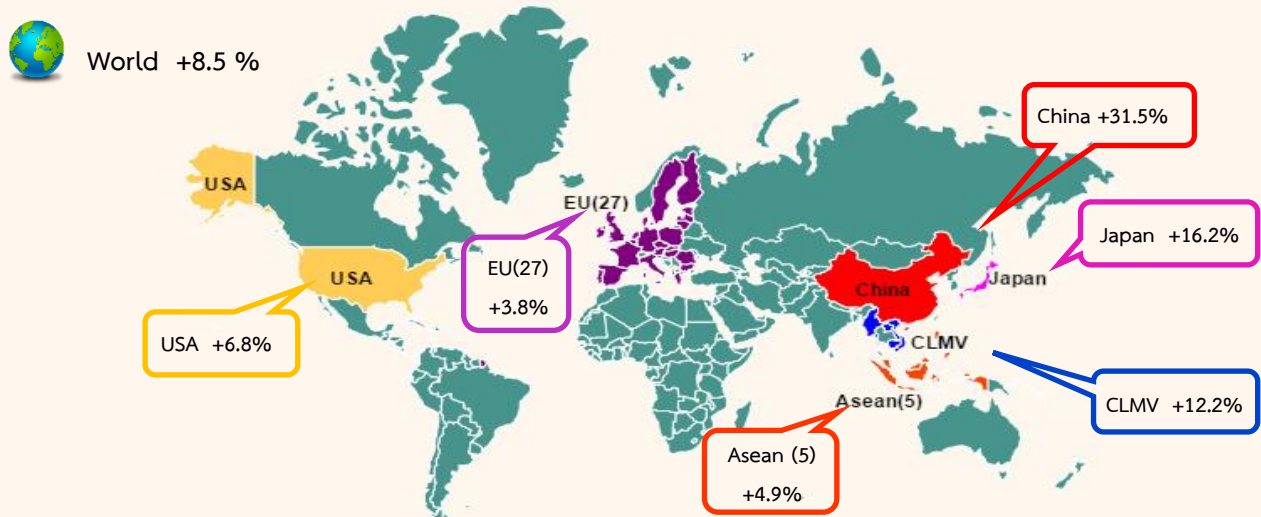 World +8.5 %
China +31.5%
USA
EU(27)
Japan +16.2%
EU(27)
+3.8%
USA
China
Japan
USA +6.8%
CLMV
Asean(5)
CLMV +12.2%
Asean (5)
+4.9%